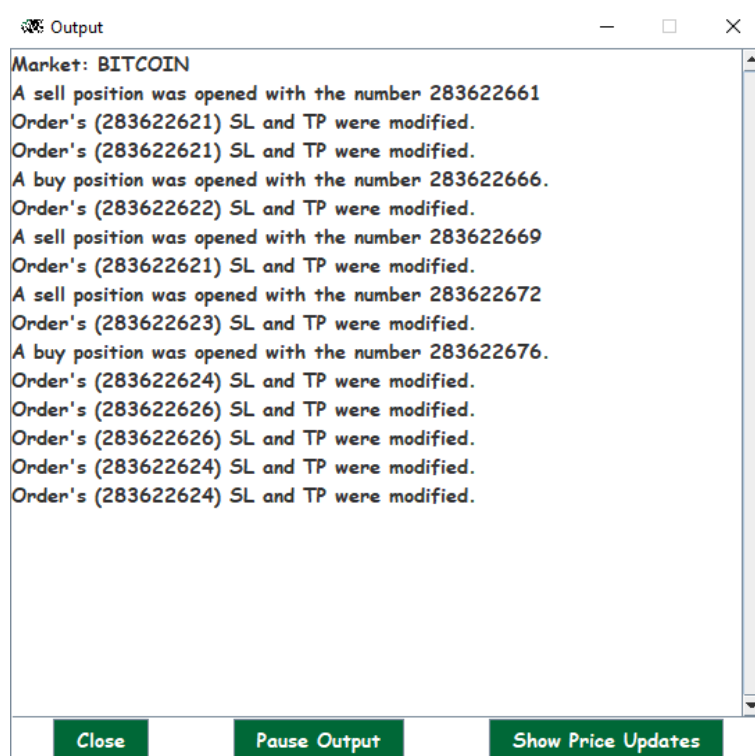 Output
Market: BITCOIN
A sell position was opened with the number 283622661
Order's (283622621) SL and TP were modified.
Order's (283622621) SL and TP were modified.
A buy position was opened with the number 283622666.
Order's (283622622) SL and TP were modified.
A sell position was opened with the number 283622669
Order's (283622621) SL and TP were modified.
A sell position was opened with the number 283622672
Order's (283622623) SL and TP were modified.
A buy position was opened with the number 283622676.
Order's (283622624) SL and TP were modified.
Order's (283622626) SL and TP were modified.
Order's (283622626) SL and TP were modified.
Order's (283622624) SL and TP were modified.
Order's (283622624) SL and TP were modified.
Close Pause Output Show Price Updates